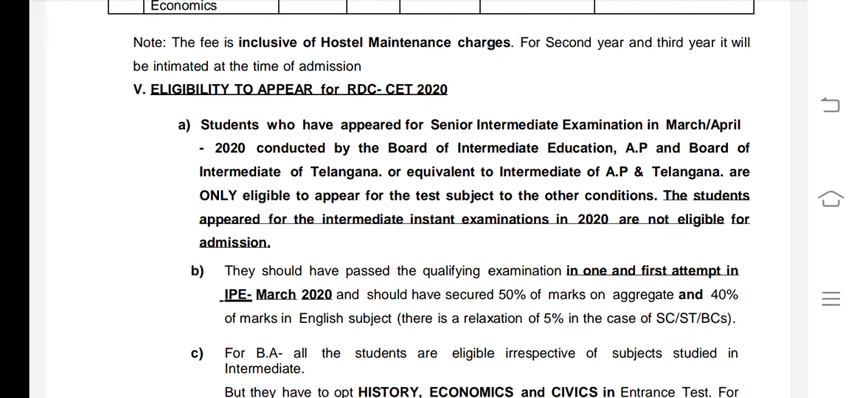 Economics
Note: The fee is inclusive of Hostel Maintenance charges. For Second year and third year it will
be intimated at the time of admission
V. ELIGIBILITY TO APPEAR for RDC- CET 2020
a) Students who have appeared for Senior Intermediate Examination in March/April
- 2020 conducted by the Board of Intermediate Education, A.P and Board of
Intermediate of Telangana. or equivalent to Intermediate of A.P & Telangana. are
ONLY eligible to appear for the test subject to the other conditions. The students
appeared for the intermediate instant examinations in 2020 are not eligible for
admission.
b) They should have passed the qualifying examination in one and first attempt in
IPE- March 2020 and should have secured 50% of marks on aggregate and 40%
of marks in English subject (there is a relaxation of 5% in the case of SC/ST/BCs).
c) For B.A- all the students are eligible irrespective of subjects studied in
Intermediate.
But they have to opt HISTORY, ECONOMICS and CIVICS in Entrance Test. For